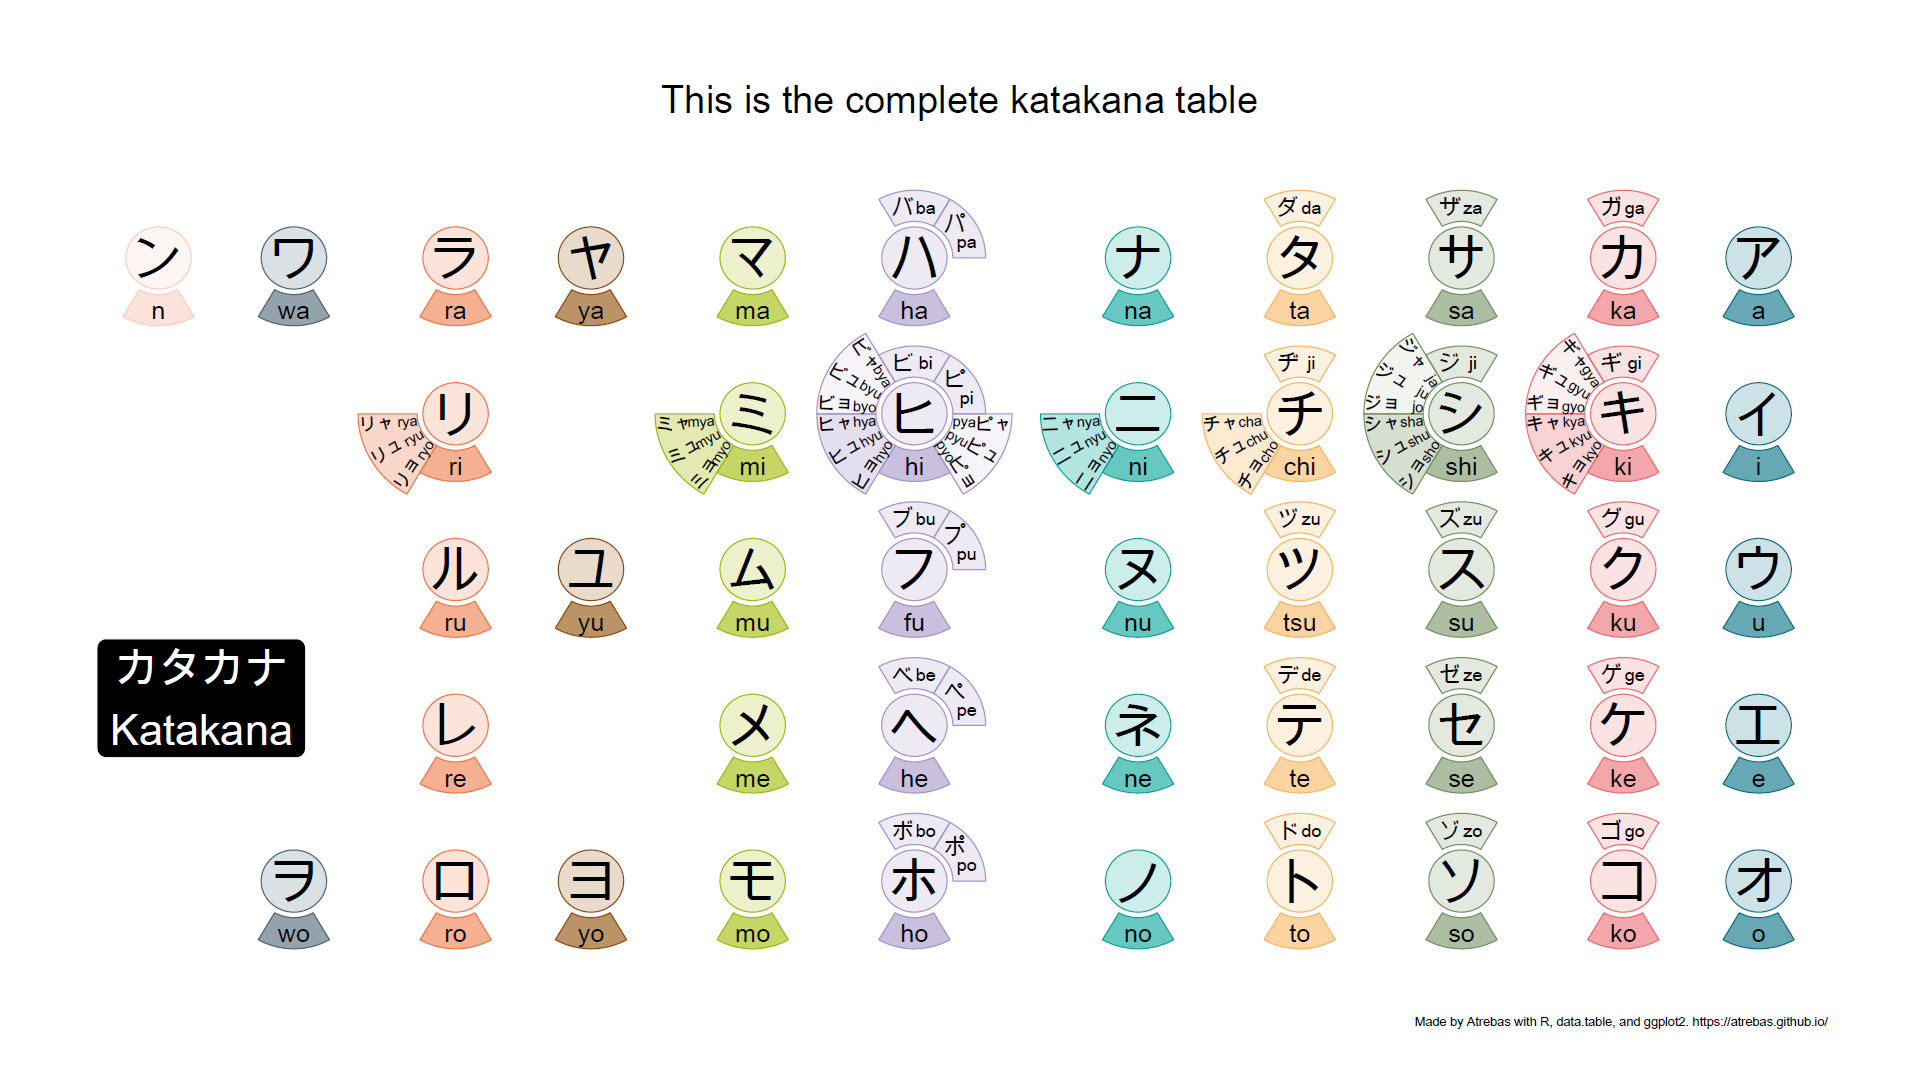 This is the complete katakana table
バ ba パ pa ダ da ザ za ガ ga
ン ワ ラ ヤ マ ハ ナ タ サ カ ア
n wa ra ya ma ha na ta sa ka a
ビャ bya ビュ byu ビョ byo ビ bi ピ pi ヂ ji ジャ ja ジュ ju ジョ jo ジ ji ギャ gya ギュ gyu ギョ gyo ギ gi
リ ミ ヒ ニ チ シ キ イ
リャ rya リュ ryu リョ ryo ミャ mya ミュ myu ミョ myo ヒャ hya ヒュ hyu ヒョ hyo pya ピャ pyu ピュ pyo ピョ ニャ nya ニュ nyu ニョ nyo チャ cha チュ chu チョ cho シャ sha シュ shu ショ sho キャ kya キュ kyu キョ kyo
ri mi hi ni chi shi ki i
ブ bu プ pu ヅ zu ズ zu グ gu
ル ユ ム フ ヌ ツ ス ク ウ
ru yu mu fu nu tsu su ku u
カタカナ
Katakana
ベ be ペ pe デ de ゼ ze ゲ ge
レ メ ヘ ネ テ セ ケ エ
re me he ne te se ke e
ボ bo ポ po ド do ゾ zo ゴ go
ヲ ロ ヨ モ ホ ノ ト ソ コ オ
wo ro yo mo ho no to so ko o
Made by Atrebas with R, data.table, and ggplot2. https://atrebas.github.io/